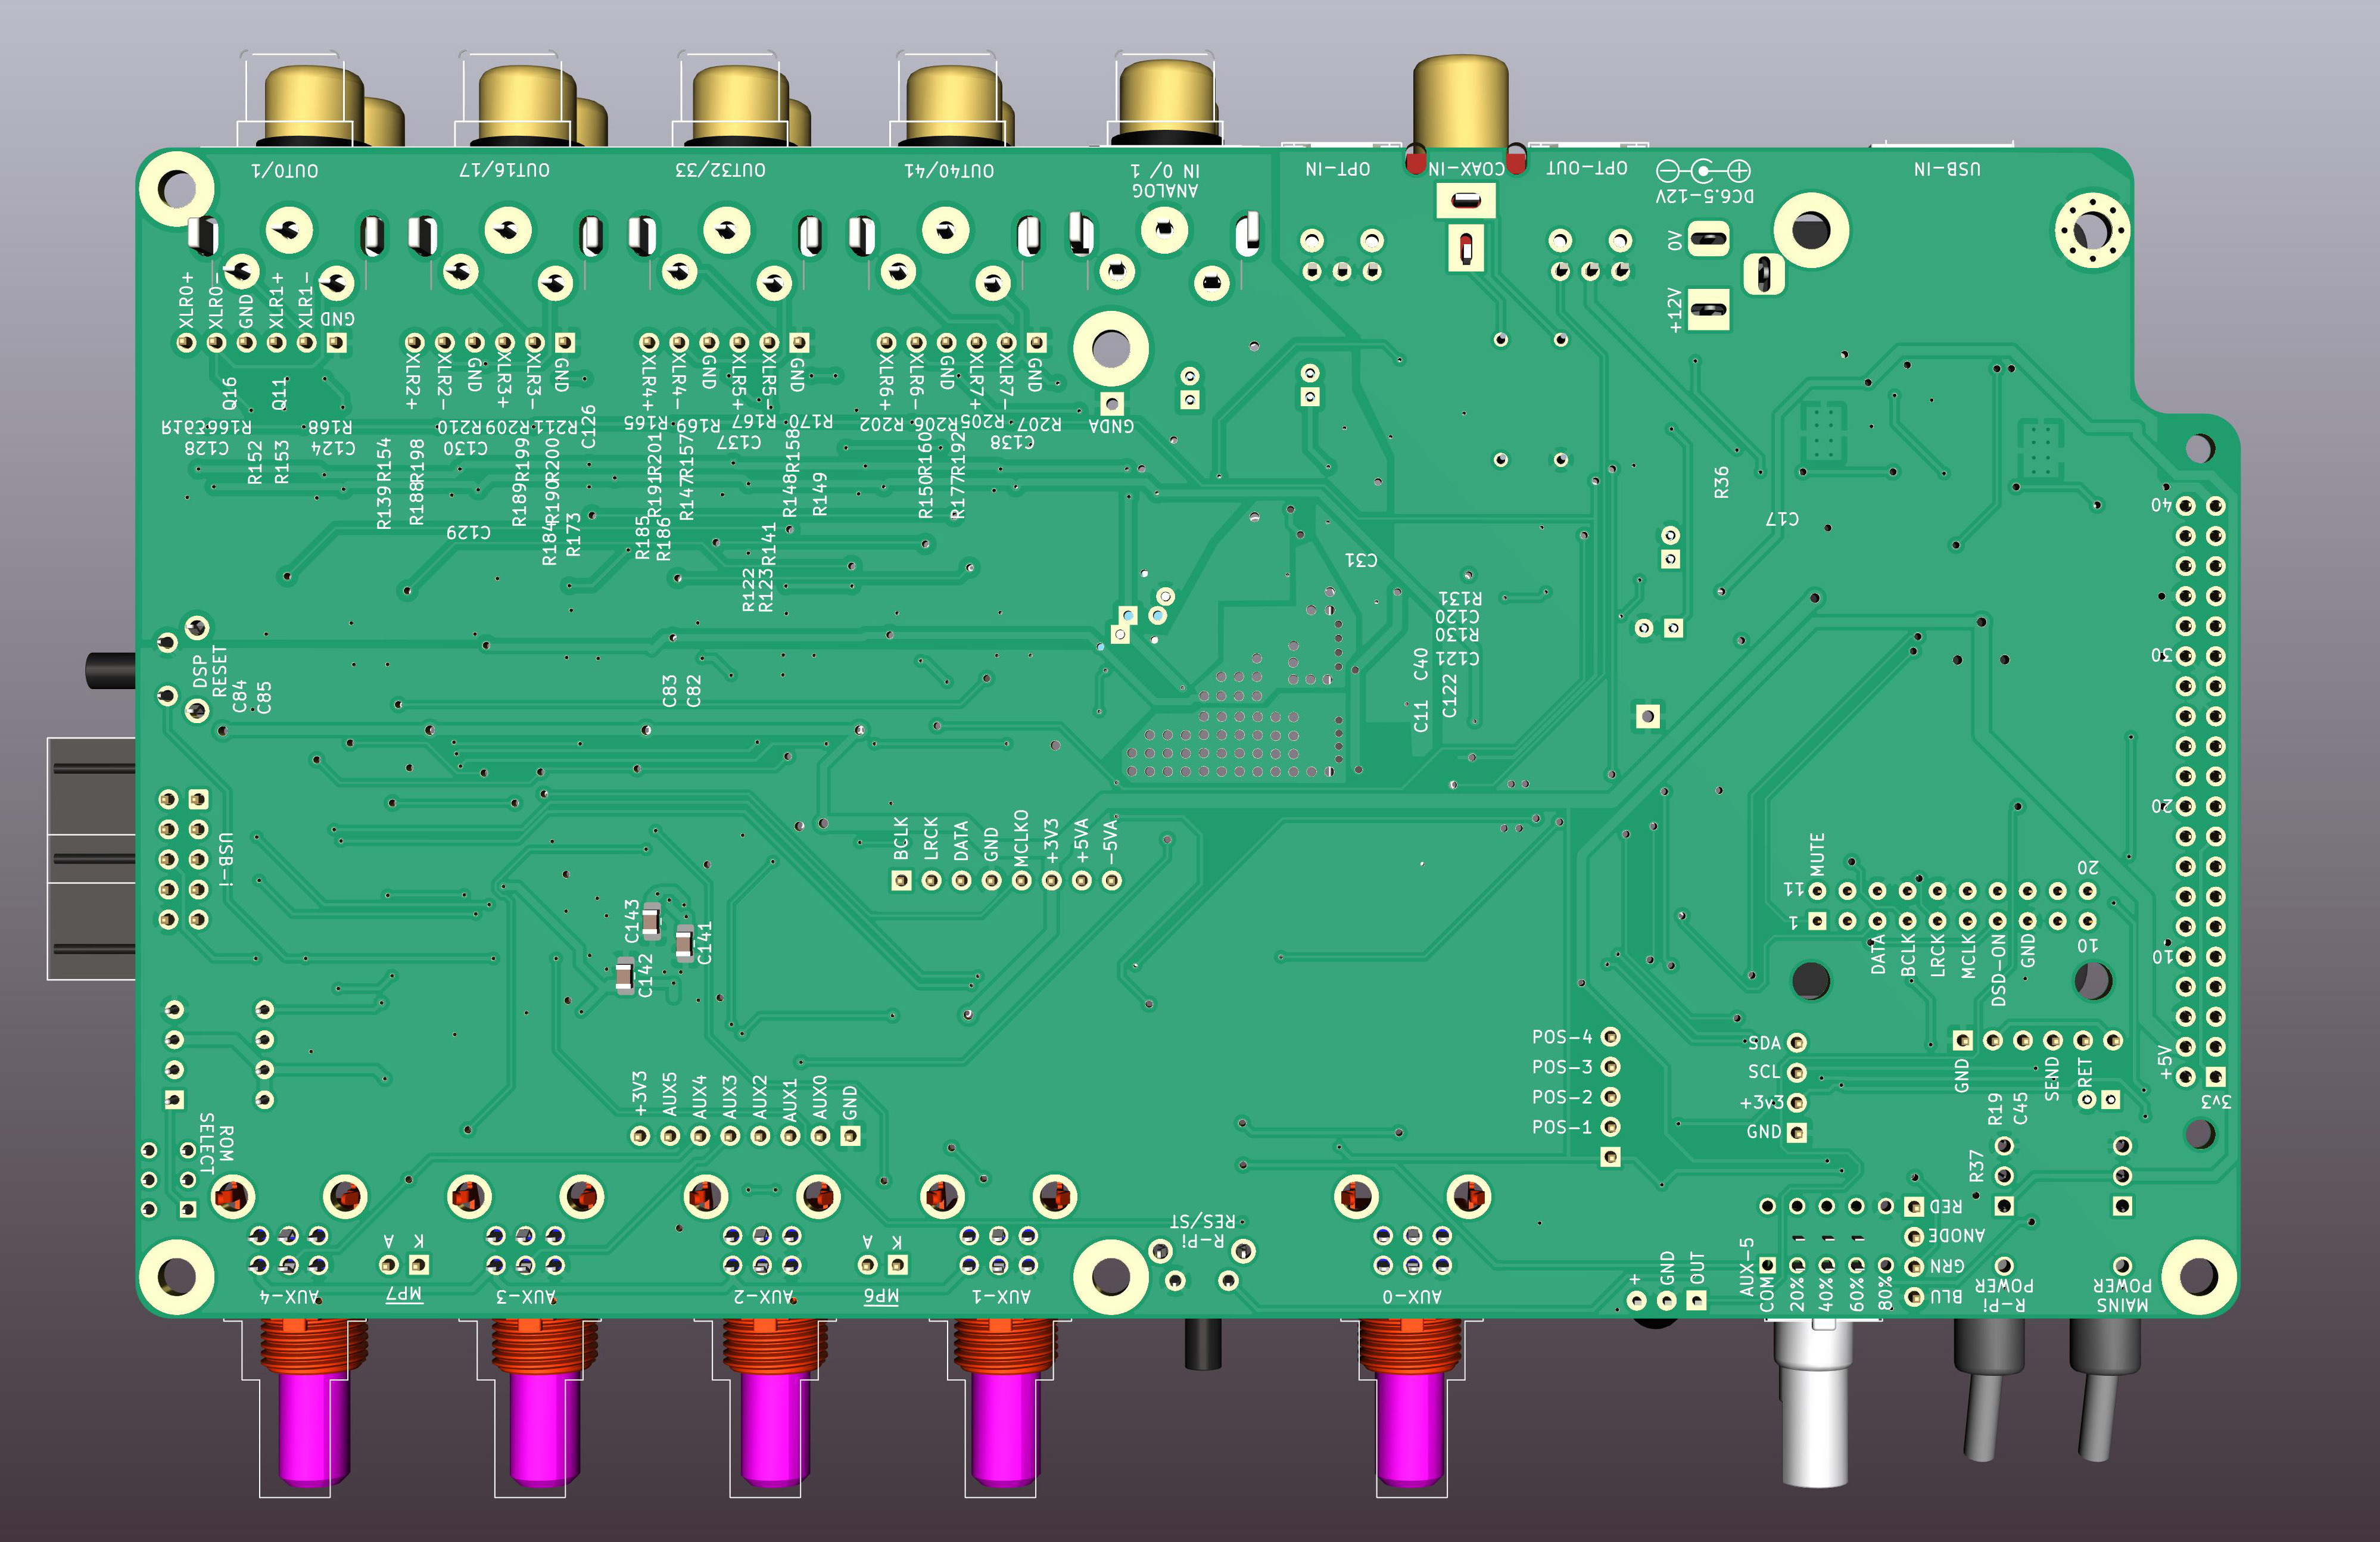 OUT0/1
OUT16/17
OUT32/33
OUT40/41
IN 0/ 1
ANALOG
OPT-IN
COAX-IN
OPT-OUT
DC6.5-12V
USB-IN
0V
+12V
XLR0+
XLR0-
GND
XLR1+
XLR1-
GND
XLR2+
XLR2-
GND
XLR3+
XLR3-
GND
XLR4+
XLR4-
GND
XLR5+
XLR5-
GND
XLR6+
XLR6-
GND
XLR7+
XLR7-
GND
GNDA
Q16
Q11
R166
R168
R210
R209
R211
C126
R165
R169
R167
R170
R202
R206
R205
R207
C128
C124
C130
C137
C138
R152
R153
R154
R198
R199
R200
R201
R157
R158
R160
R192
R139
R188
R189
R190
R191
R147
R148
R149
R150
R177
R36
C17
C129
R184
R173
R185
R186
R141
R122
R123
C31
R131
C120
R130
C121
C40
C11
C122
DSP
RESET
C84
C85
C83
C82
40
30
20
10
+5V
3v3
USB-i
BCLK
LRCK
DATA
GND
MCLKO
+3V3
+5VA
-5VA
MUTE
11
20
1
10
DATA
BCLK
LRCK
MCLK
DSD-ON
GND
C143
C141
C142
POS-4
POS-3
POS-2
POS-1
SDA
SCL
+3v3
GND
GND
SEND
RET
R19
C45
R37
+3V3
AUX5
AUX4
AUX3
AUX2
AUX1
AUX0
GND
ROM
SELECT
RES/ST
R-Pi
A
K
MP7
A
K
MP6
AUX-4
AUX-3
AUX-2
AUX-1
AUX-0
+
GND
OUT
AUX-5
COM
20%
40%
60%
80%
RED
ANODE
GRN
BLU
R-Pi
POWER
MAINS
POWER